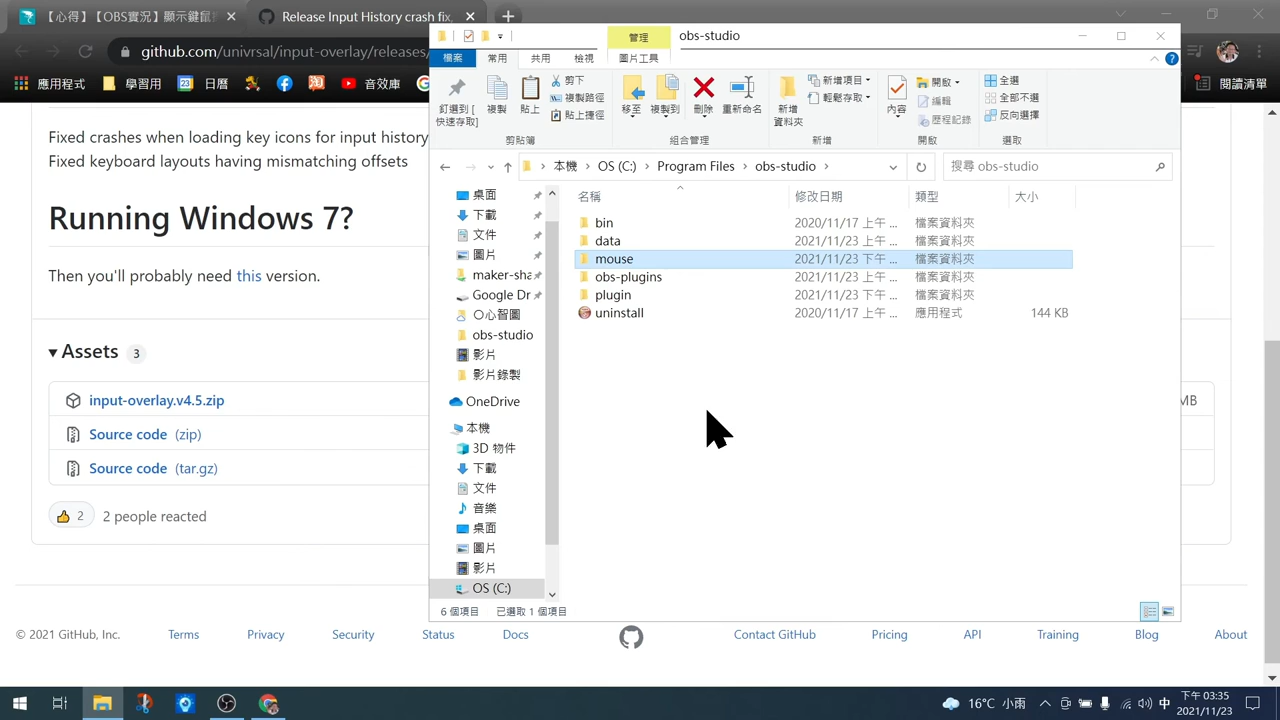 【心得】【OBS實況】顯示
Release Input History crash
github.com/univrsal/input-overlay/releases/
應用程式
學習用
音效庫
閱讀清單
Fixed crashes when loading key icons for input history
Fixed keyboard layouts having mismatching offsets
Running Windows 7?
Then you'll probably need this version.
Assets 3
input-overlay.v4.5.zip
MB
Source code (zip)
Source code (tar.gz)
👍 2 2 people reacted
© 2021 GitHub, Inc. Terms Privacy Security Status Docs Contact GitHub Pricing API Training Blog About
管理 obs-studio
檔案 常用 共用 檢視 圖片工具
釘選到 [快速存取]
複製
貼上
剪下
複製路徑
貼上捷徑
移至
複製到
刪除
重新命名
新增資料夾
新增項目
輕鬆存取
內容
開啟
編輯
歷程記錄
全選
全部不選
反向選擇
剪貼簿 組合管理 新增 開啟 選取
本機 OS (C:) Program Files obs-studio
搜尋 obs-studio
名稱 修改日期 類型 大小
bin 2020/11/17 上午 ... 檔案資料夾
data 2021/11/23 上午 ... 檔案資料夾
mouse 2021/11/23 下午 ... 檔案資料夾
obs-plugins 2021/11/23 上午 ... 檔案資料夾
plugin 2021/11/23 下午 ... 檔案資料夾
uninstall 2020/11/17 上午 ... 應用程式 144 KB
桌面
下載
文件
圖片
maker-sha
Google Dr
〇心智圖
obs-studio
影片
影片錄製
OneDrive
本機
3D 物件
下載
文件
音樂
桌面
圖片
影片
OS (C:)
6 個項目 已選取 1 個項目
16°C 小雨
中
下午 03:35
2021/11/23